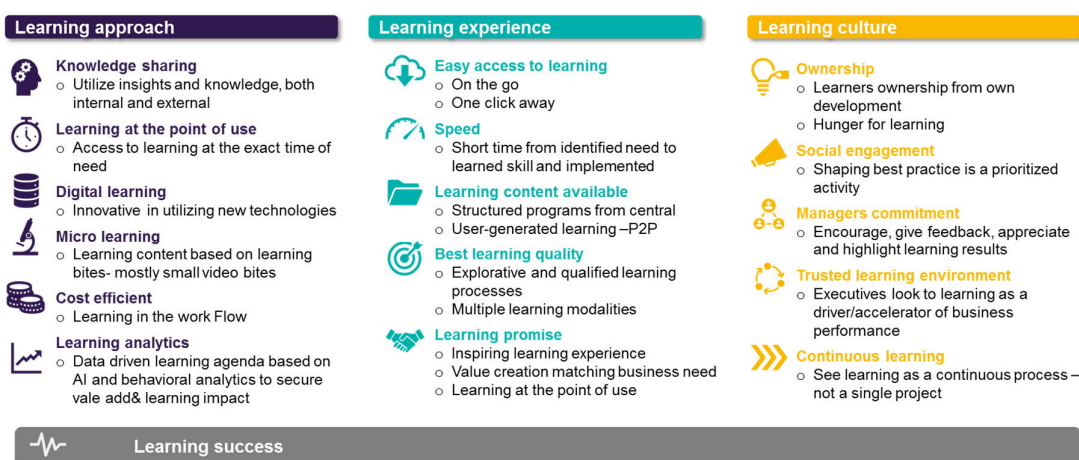 Learning approach
Knowledge sharing
o Utilize insights and knowledge, both
internal and external
Learning at the point of use
o Access to learning at the exact time of
need
Digital learning
o Innovative in utilizing new technologies
Micro learning
o Learning content based on learning
bites- mostly small video bites
Cost efficient
o Learning in the work Flow
Learning analytics
o Data driven learning agenda based on
AI and behavioral analytics to secure
vale add& learning impact
Learning experience
Easy access to learning
o On the go
o One click away
Speed
o Short time from identified need to
learned skill and implemented
Learning content available
o Structured programs from central
o User-generated learning –P2P
Best learning quality
o Explorative and qualified learning
processes
o Multiple learning modalities
Learning promise
o Inspiring learning experience
o Value creation matching business need
o Learning at the point of use
Learning culture
Ownership
o Learners ownership from own
development
o Hunger for learning
Social engagement
o Shaping best practice is a prioritized
activity
Managers commitment
o Encourage, give feedback, appreciate
and highlight learning results
Trusted learning environment
o Executives look to learning as a
driver/accelerator of business
performance
Continuous learning
o See learning as a continuous process –
not a single project
Learning success